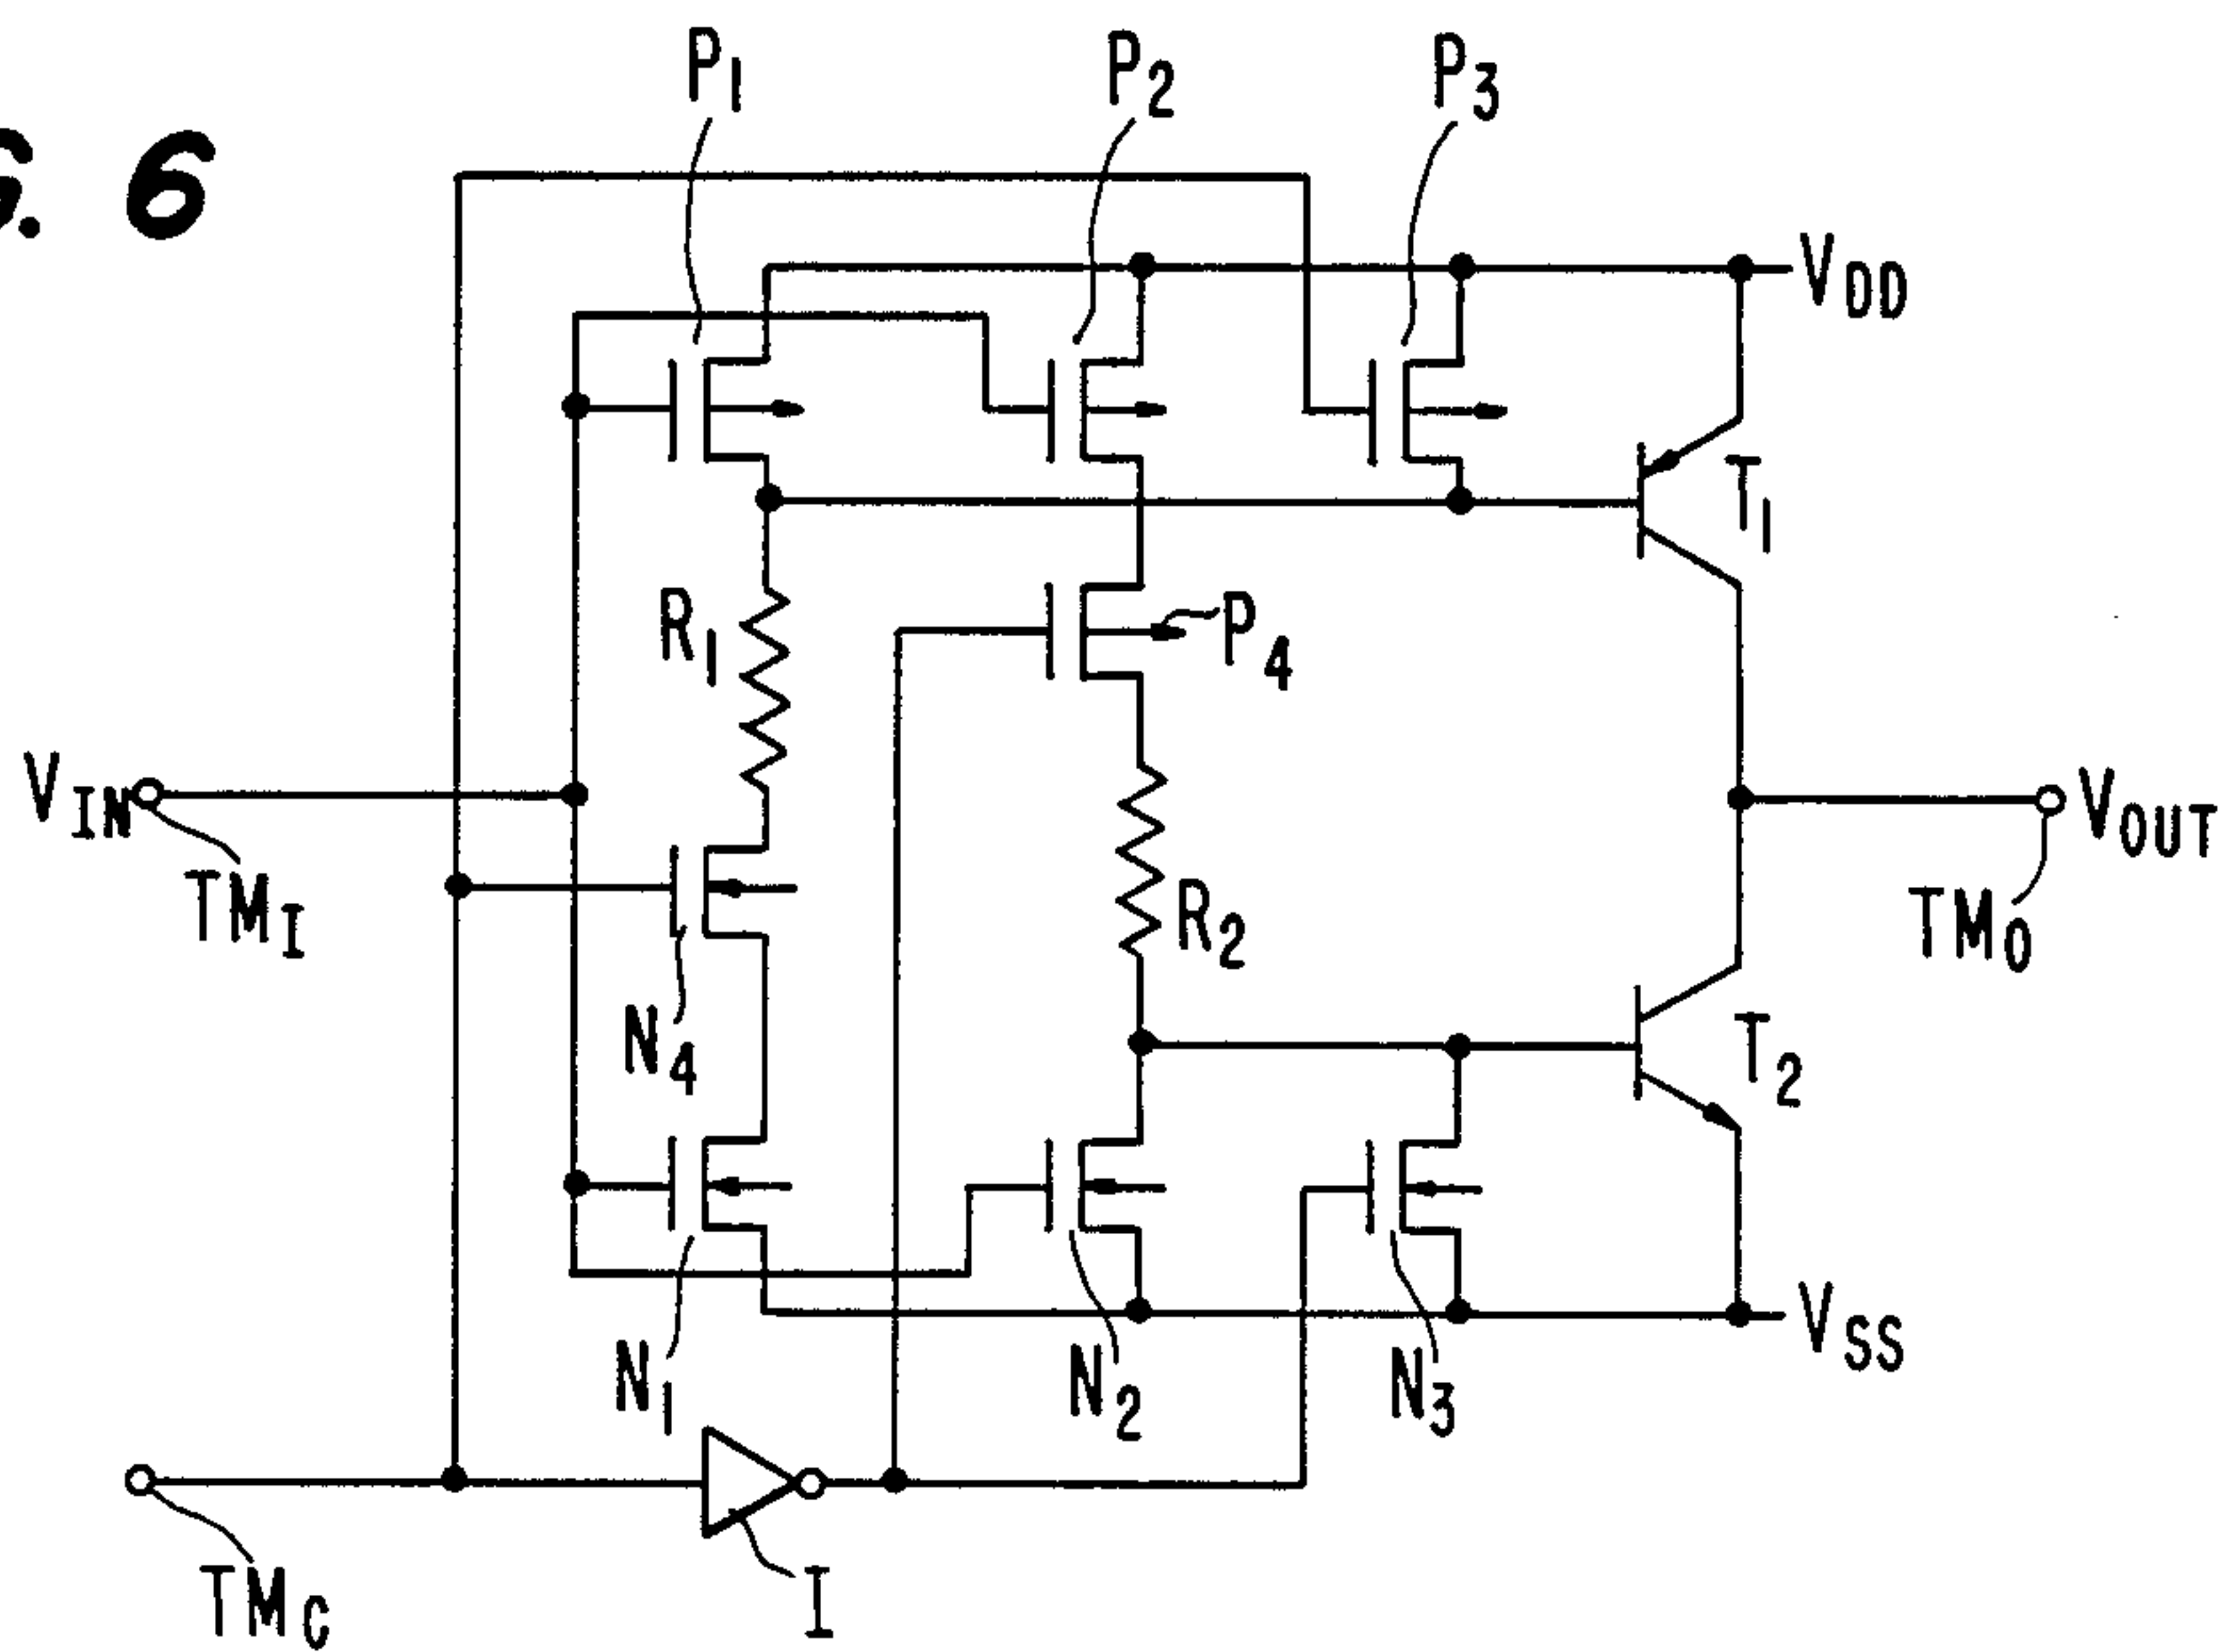 P1 P2 P3
G. 6
VDD
T1
R1
P4
VIN
VOUT
TMI
R2
TMO
N4
T2
N1
N2
N3
VSS
TMC
I